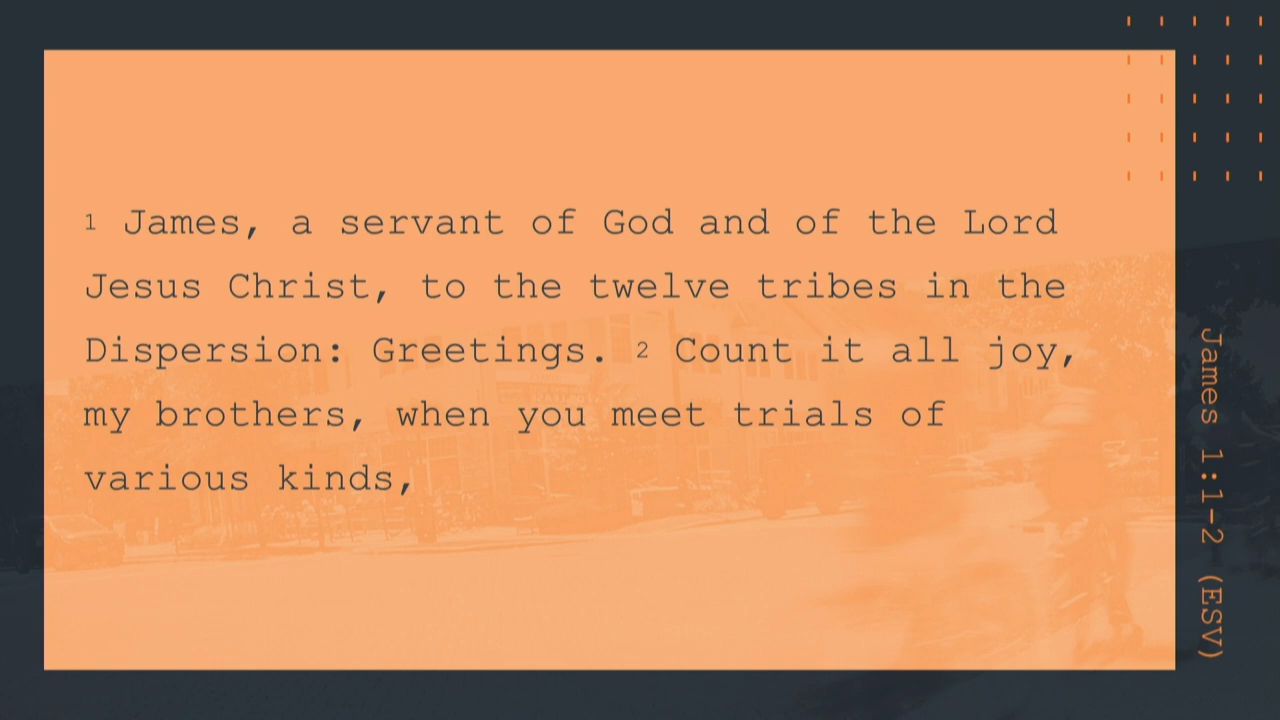 1 James, a servant of God and of the Lord
Jesus Christ, to the twelve tribes in the
Dispersion: Greetings. 2 Count it all joy,
my brothers, when you meet trials of
various kinds,
James 1:1-2 (ESV)